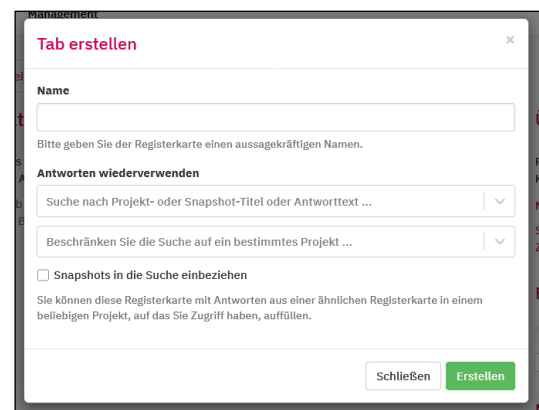 Management
Tab erstellen
×
Name
Bitte geben Sie der Registerkarte einen aussagekräftigen Namen.
Antworten wiederverwenden
Suche nach Projekt- oder Snapshot-Titel oder Antworttext ...
Beschränken Sie die Suche auf ein bestimmtes Projekt ...
Snapshots in die Suche einbeziehen
Sie können diese Registerkarte mit Antworten aus einer ähnlichen Registerkarte in einem
beliebigen Projekt, auf das Sie Zugriff haben, auffüllen.
Schließen
Erstellen